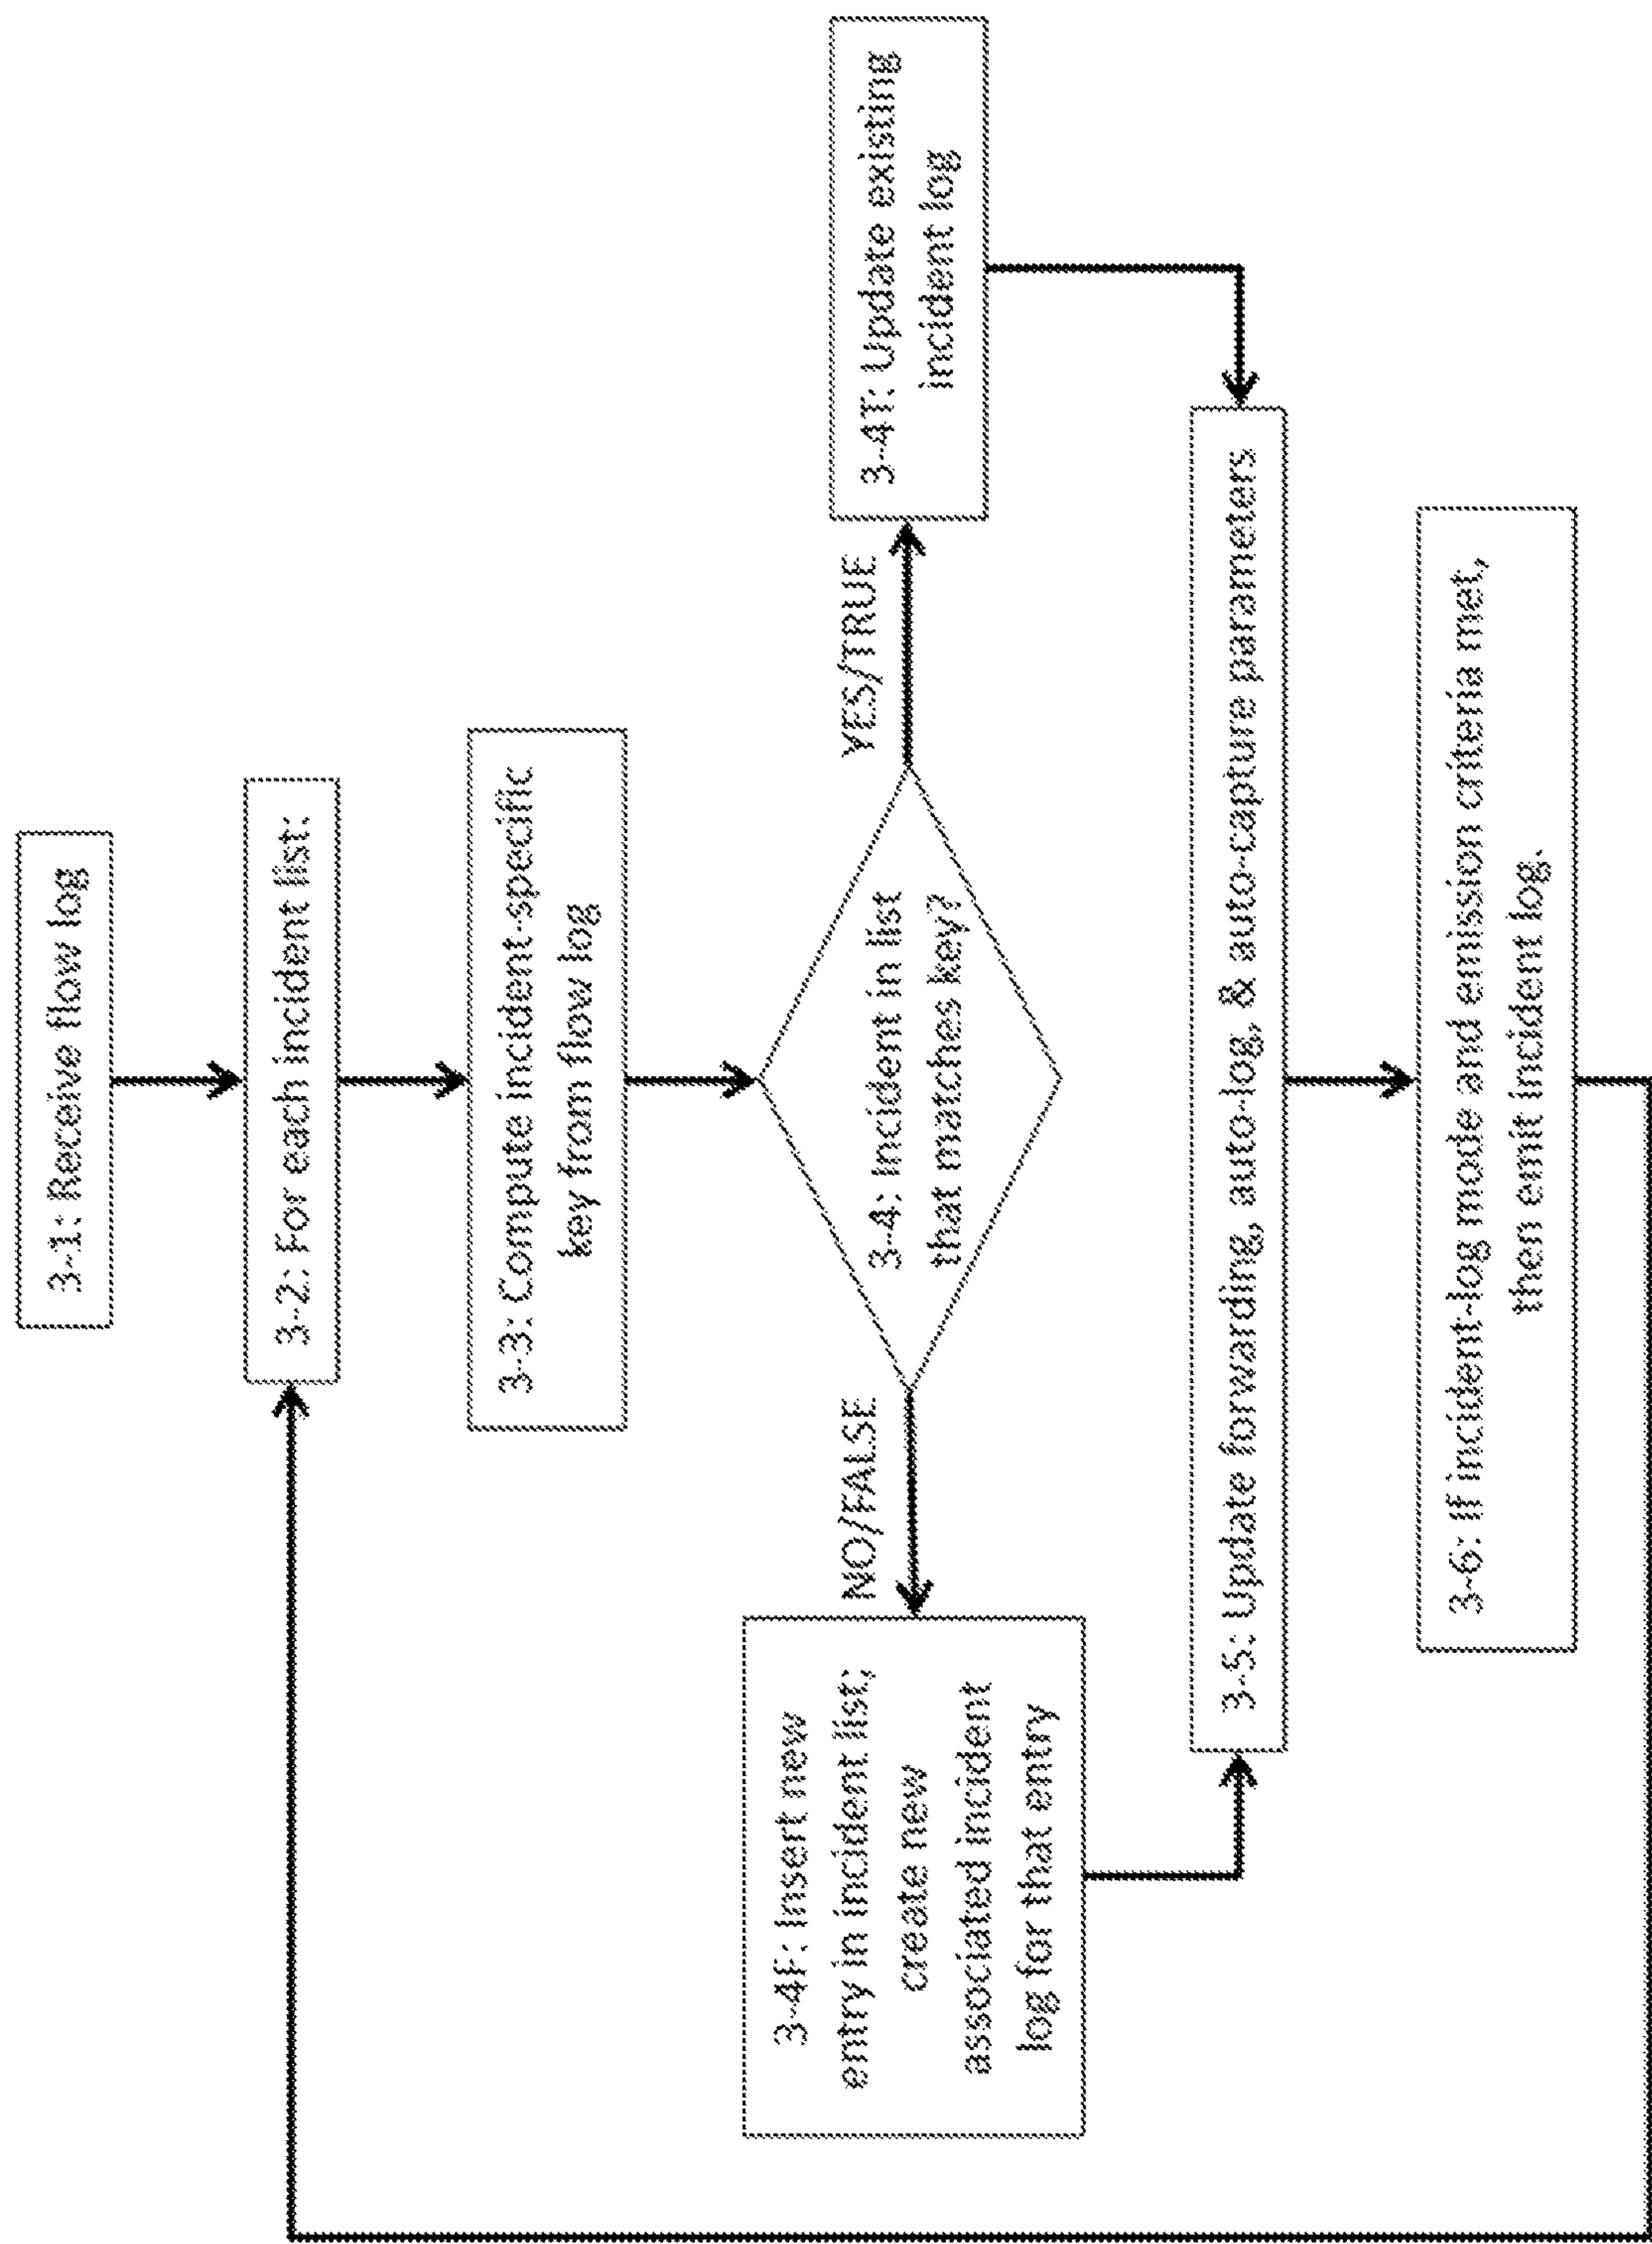 3-1: Receive flow log
3-2: For each incident list:
3-3: Compute incident-specific
key from flow log
3-4: Incident in list
that matches key?
NO/FALSE
YES/TRUE
3-4F: Insert new
entry in incident list;
create new
associated incident
log for that entry
3-4T: Update existing
incident log
3-5: Update forwarding, auto-log, & auto-capture parameters
3-6: If incident-log mode and emission criteria met,
then emit incident log.